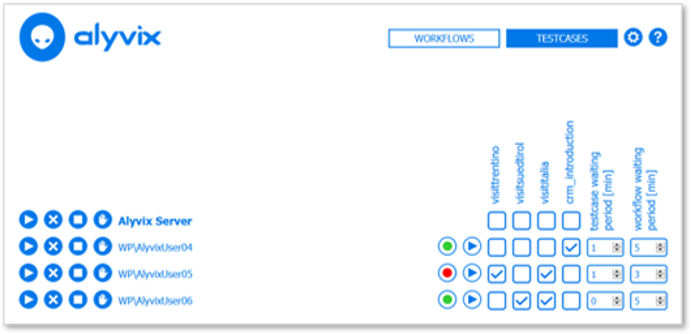 alyvix
WORKFLOWS
TESTCASES
?
visittrentino
visitsuedtirol
visititalia
crm_introduction
testcase waiting
period [min]
workflow waiting
period [min]
Alyvix Server
WP\AlyvixUser04
1
5
WP\AlyvixUser05
1
3
WP\AlyvixUser06
0
5